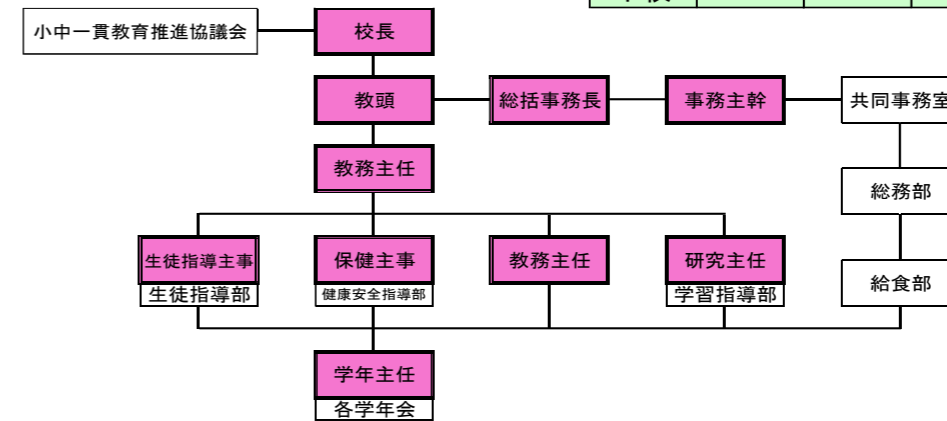 小中一貫教育推進協議会
校長
教頭
総括事務長
事務主幹
共同事務室
教務主任
総務部
生徒指導主事
保健主事
教務主任
研究主任
生徒指導部
健康安全指導部
学習指導部
給食部
学年主任
各学年会